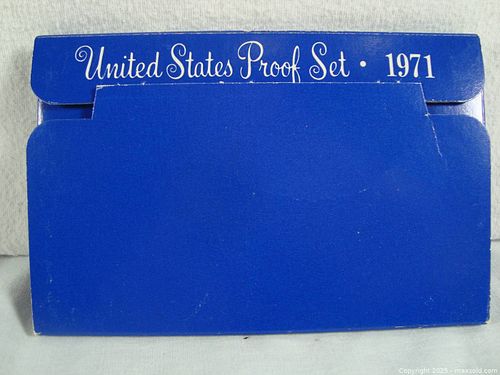 United States Proof Set • 1971
Copyright 2025 - maxsold.com